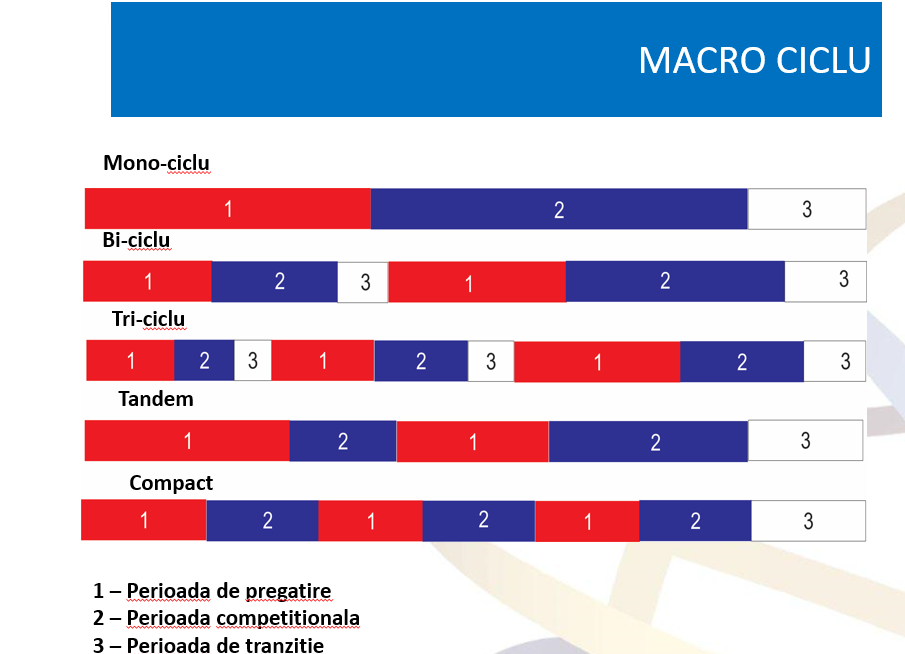 MACRO CICLU
Mono-ciclu
1 2 3
Bi-ciclu
1 2 3 1 2 3
Tri-ciclu
1 2 3 1 2 3 1 2 3
Tandem
1 2 1 2 3
Compact
1 2 1 2 1 2 3
1 – Perioada de pregatire
2 – Perioada competitionala
3 – Perioada de tranzitie